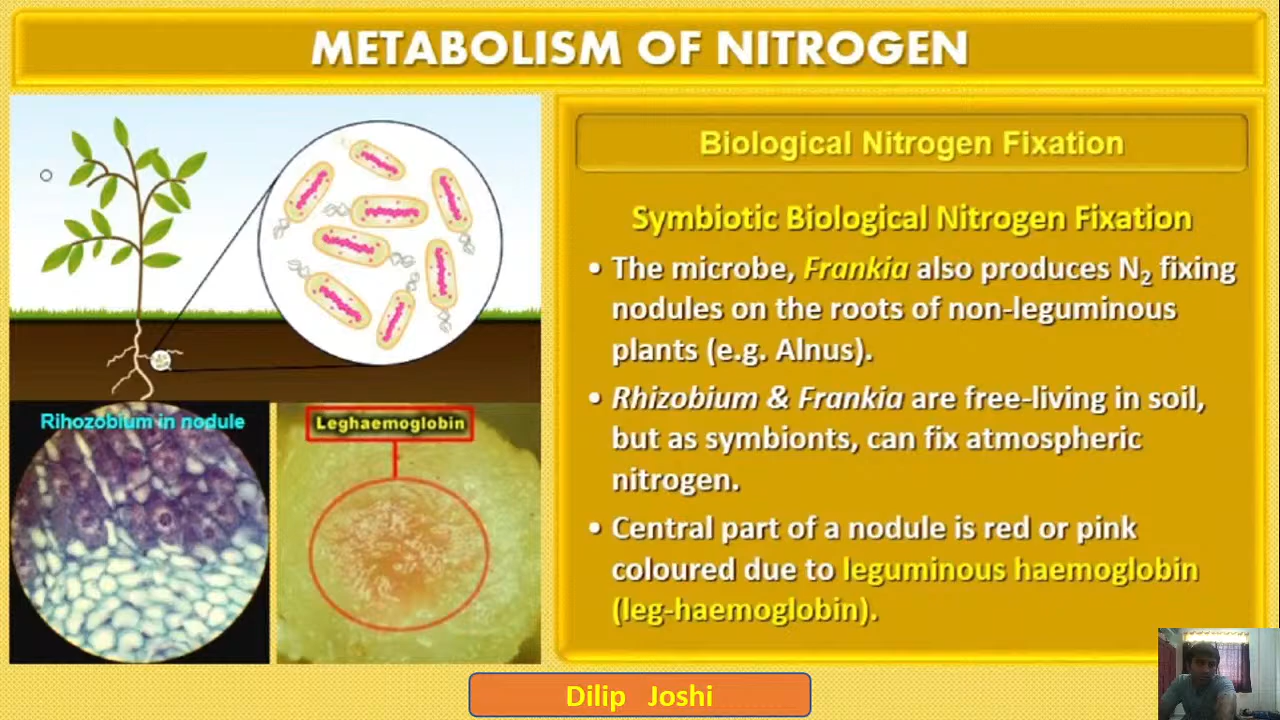 METABOLISM OF NITROGEN
Biological Nitrogen Fixation
Symbiotic Biological Nitrogen Fixation
• The microbe, Frankia also produces N₂ fixing
nodules on the roots of non-leguminous
plants (e.g. Alnus).
• Rhizobium & Frankia are free-living in soil,
but as symbionts, can fix atmospheric
nitrogen.
• Central part of a nodule is red or pink
coloured due to leguminous haemoglobin
(leg-haemoglobin).
Rihozobium in nodule
Leghaemoglobin
Dilip Joshi